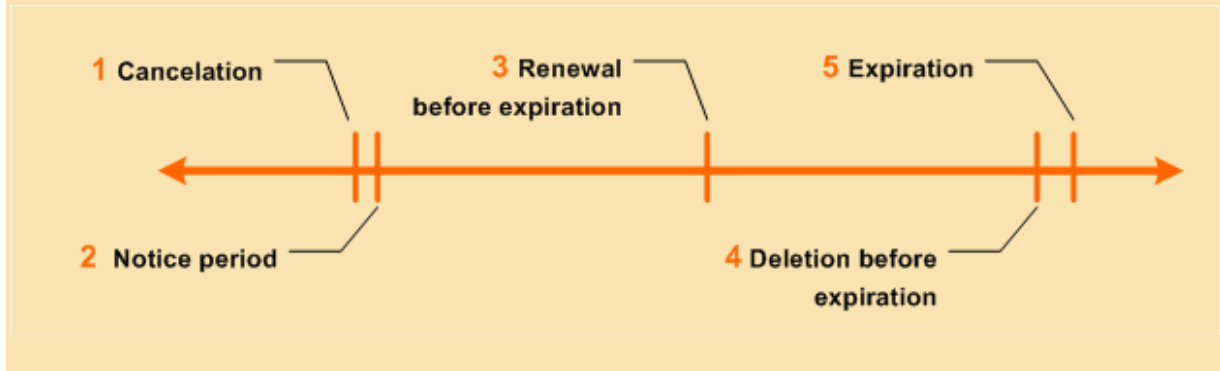 1 Cancelation
3 Renewal
before expiration
5 Expiration
2 Notice period
4 Deletion before
expiration